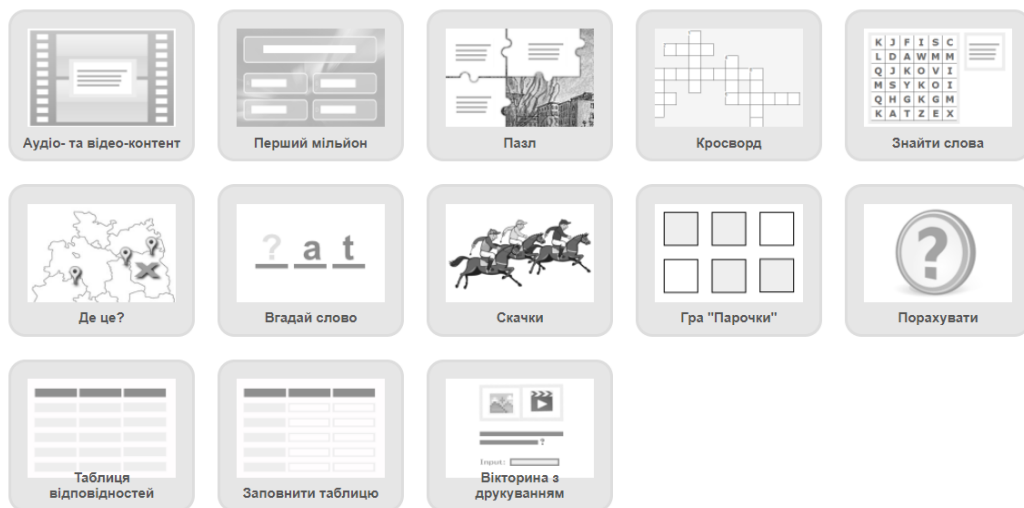 Аудіо- та відео-контент
Перший мільйон
Пазл
Кросворд
K J F I S C
L D A W M M
Q J K O V I
M S Y K O I
Q H G K G M
K A T Z E X
Знайти слова
Де це?
? a t
Вгадай слово
Скачки
Гра "Парочки"
?
Порахувати
Таблиця
відповідностей
Заповнити таблицю
?
Input:
Вікторина з
друкуванням